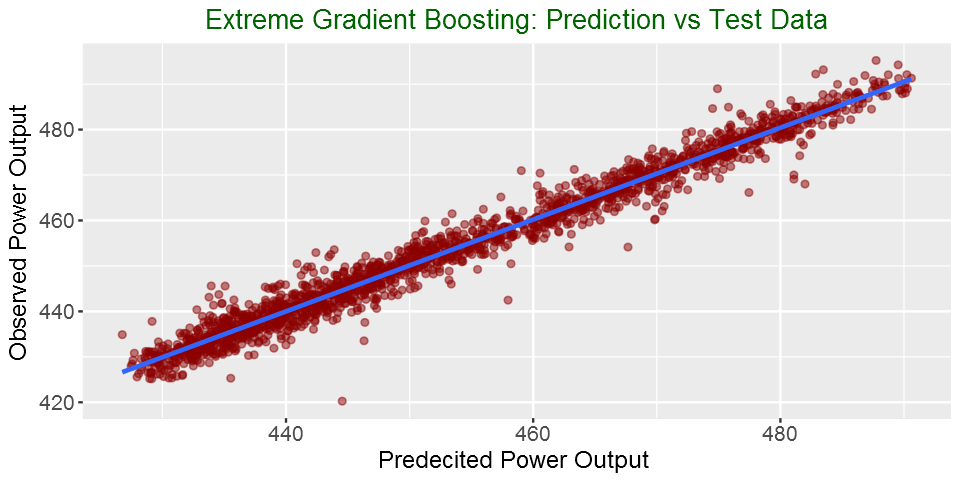 Extreme Gradient Boosting: Prediction vs Test Data
Observed Power Output
480
460
440
420
440
460
480
Predecited Power Output